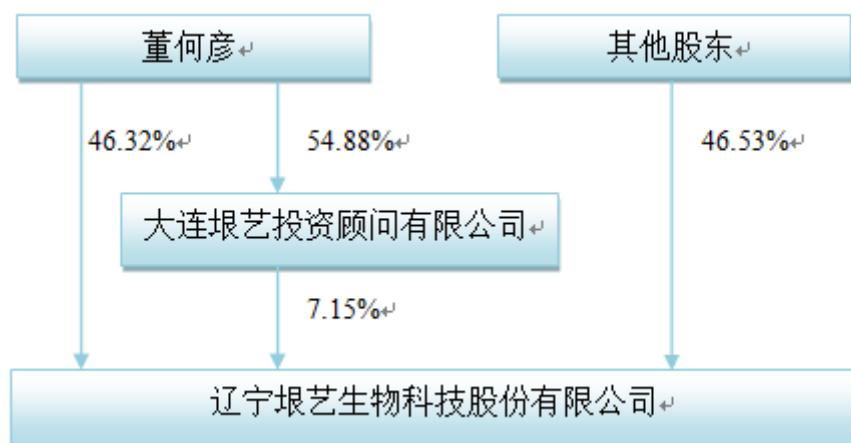 董何彦
其他股东
46.32%
54.88%
46.53%
大连垠艺投资顾问有限公司
7.15%
辽宁垠艺生物科技股份有限公司